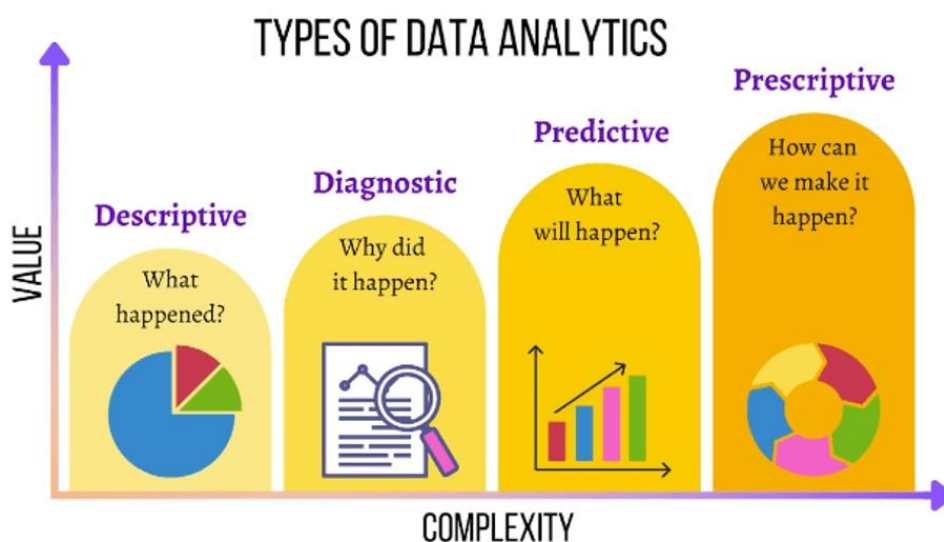 TYPES OF DATA ANALYTICS
Descriptive
What
happened?
Diagnostic
Why did
it happen?
Predictive
What
will happen?
Prescriptive
How can
we make it
happen?
VALUE
COMPLEXITY